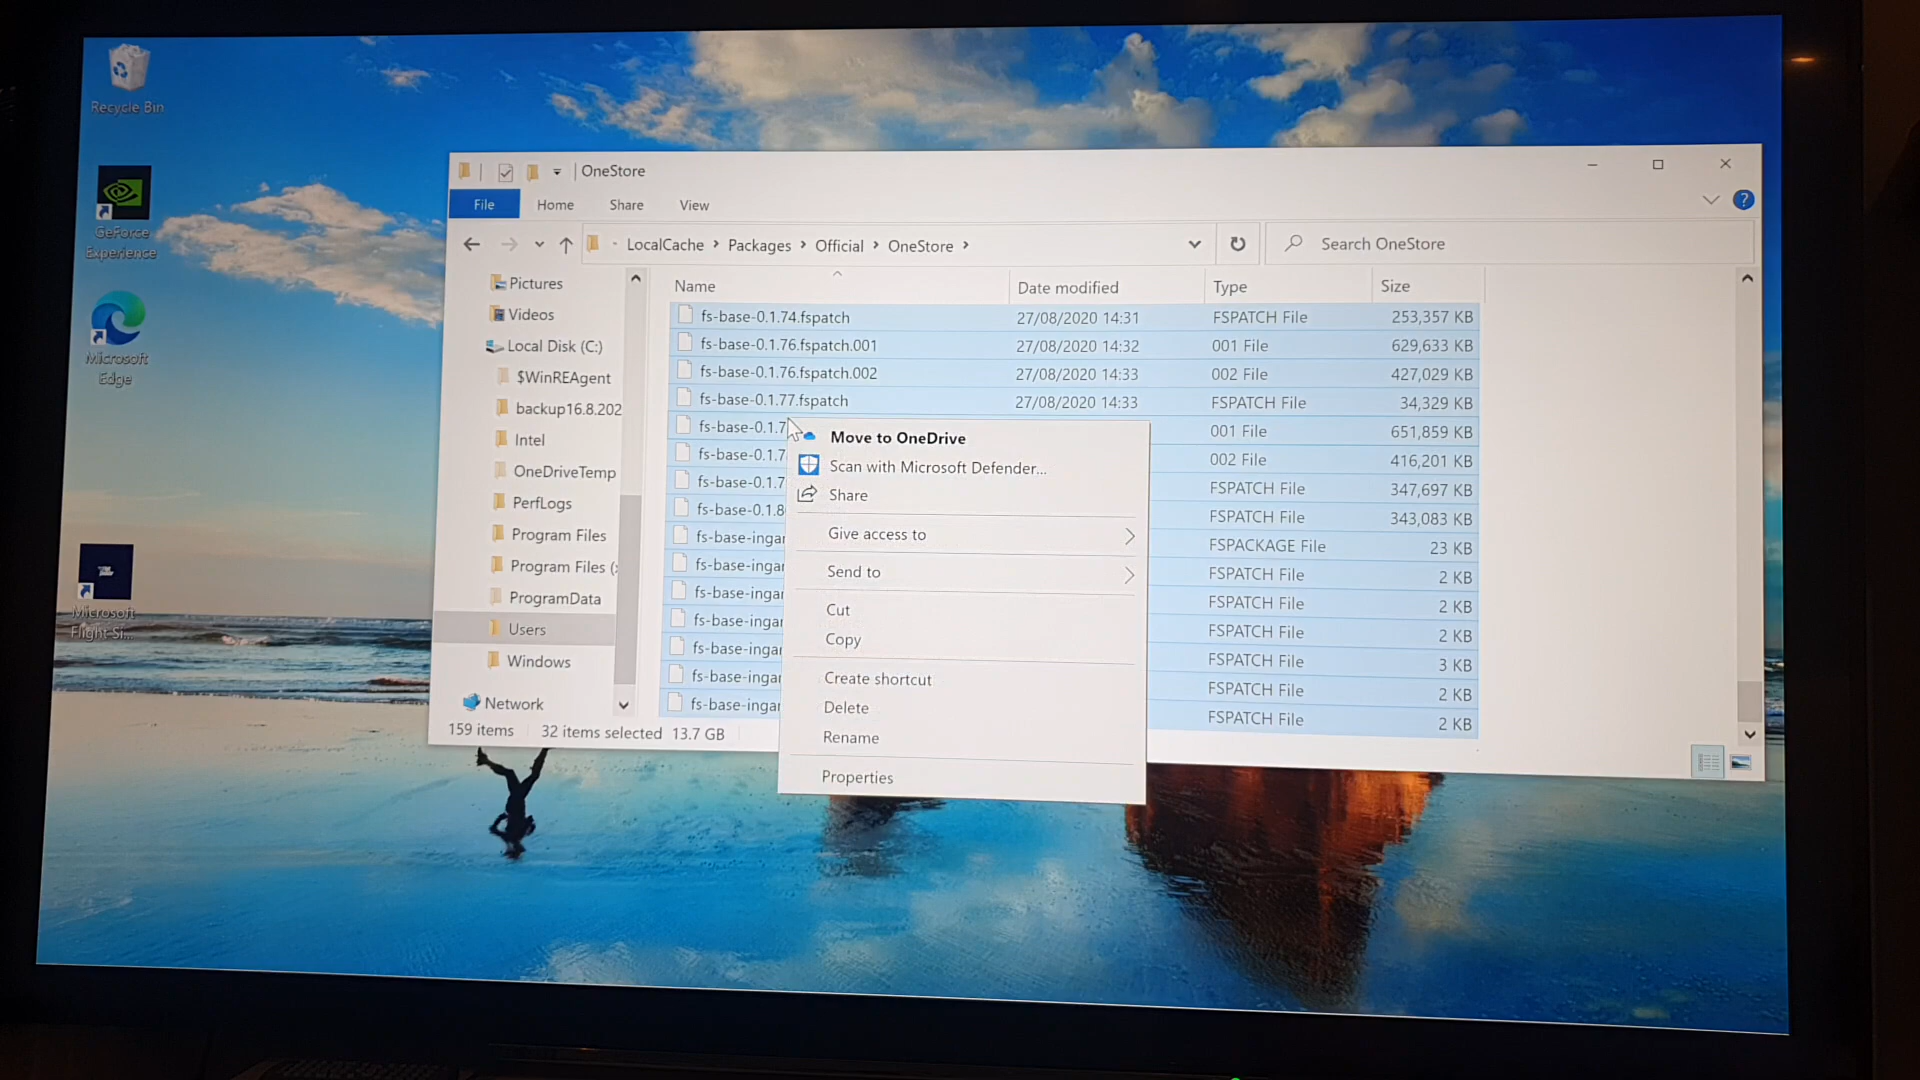 Recycle Bin
GeForce
Experience
Microsoft
Edge
Microsoft
Flight Si...
OneStore
File Home Share View
LocalCache Packages Official OneStore
Search OneStore
Pictures
Videos
Local Disk (C:)
$WinREAgent
backup16.8.202
Intel
OneDriveTemp
PerfLogs
Program Files
Program Files (
ProgramData
Users
Windows
Network
Name Date modified Type Size
fs-base-0.1.74.fspatch 27/08/2020 14:31 FSPATCH File 253,357 KB
fs-base-0.1.76.fspatch.001 27/08/2020 14:32 001 File 629,633 KB
fs-base-0.1.76.fspatch.002 27/08/2020 14:33 002 File 427,029 KB
fs-base-0.1.77.fspatch 27/08/2020 14:33 FSPATCH File 34,329 KB
fs-base-0.1.7 001 File 651,859 KB
fs-base-0.1.7 002 File 416,201 KB
fs-base-0.1.7 FSPATCH File 347,697 KB
fs-base-0.1.8 FSPATCH File 343,083 KB
fs-base-ingar FSPACKAGE File 23 KB
fs-base-ingar FSPATCH File 2 KB
fs-base-ingar FSPATCH File 2 KB
fs-base-ingar FSPATCH File 2 KB
fs-base-ingar FSPATCH File 3 KB
fs-base-ingar FSPATCH File 2 KB
fs-base-ingar FSPATCH File 2 KB
Move to OneDrive
Scan with Microsoft Defender...
Share
Give access to
Send to
Cut
Copy
Create shortcut
Delete
Rename
Properties
159 items 32 items selected 13.7 GB